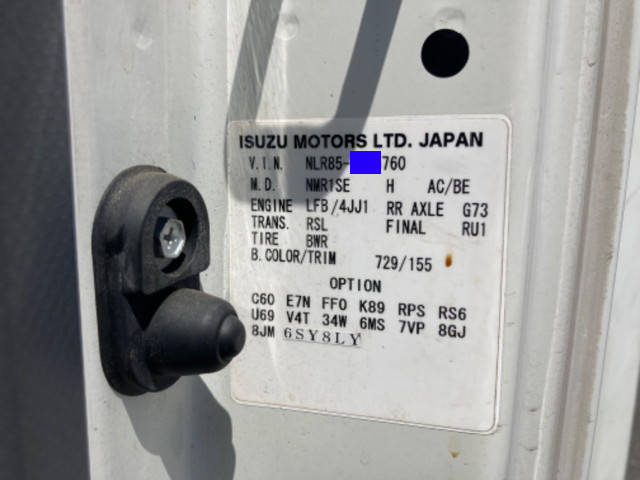 ISUZU MOTORS LTD. JAPAN
V.I.N. NLR85- 760
M.D. NMR1SE H AC/BE
ENGINE LFB/4JJ1 RR AXLE G73
TRANS. RSL FINAL RU1
TIRE BWR
B.COLOR/TRIM 729/155
OPTION
C60 E7N FF0 K89 RPS RS6
U69 V4T 34W 6MS 7VP 8GJ
8JM 6SY8LY